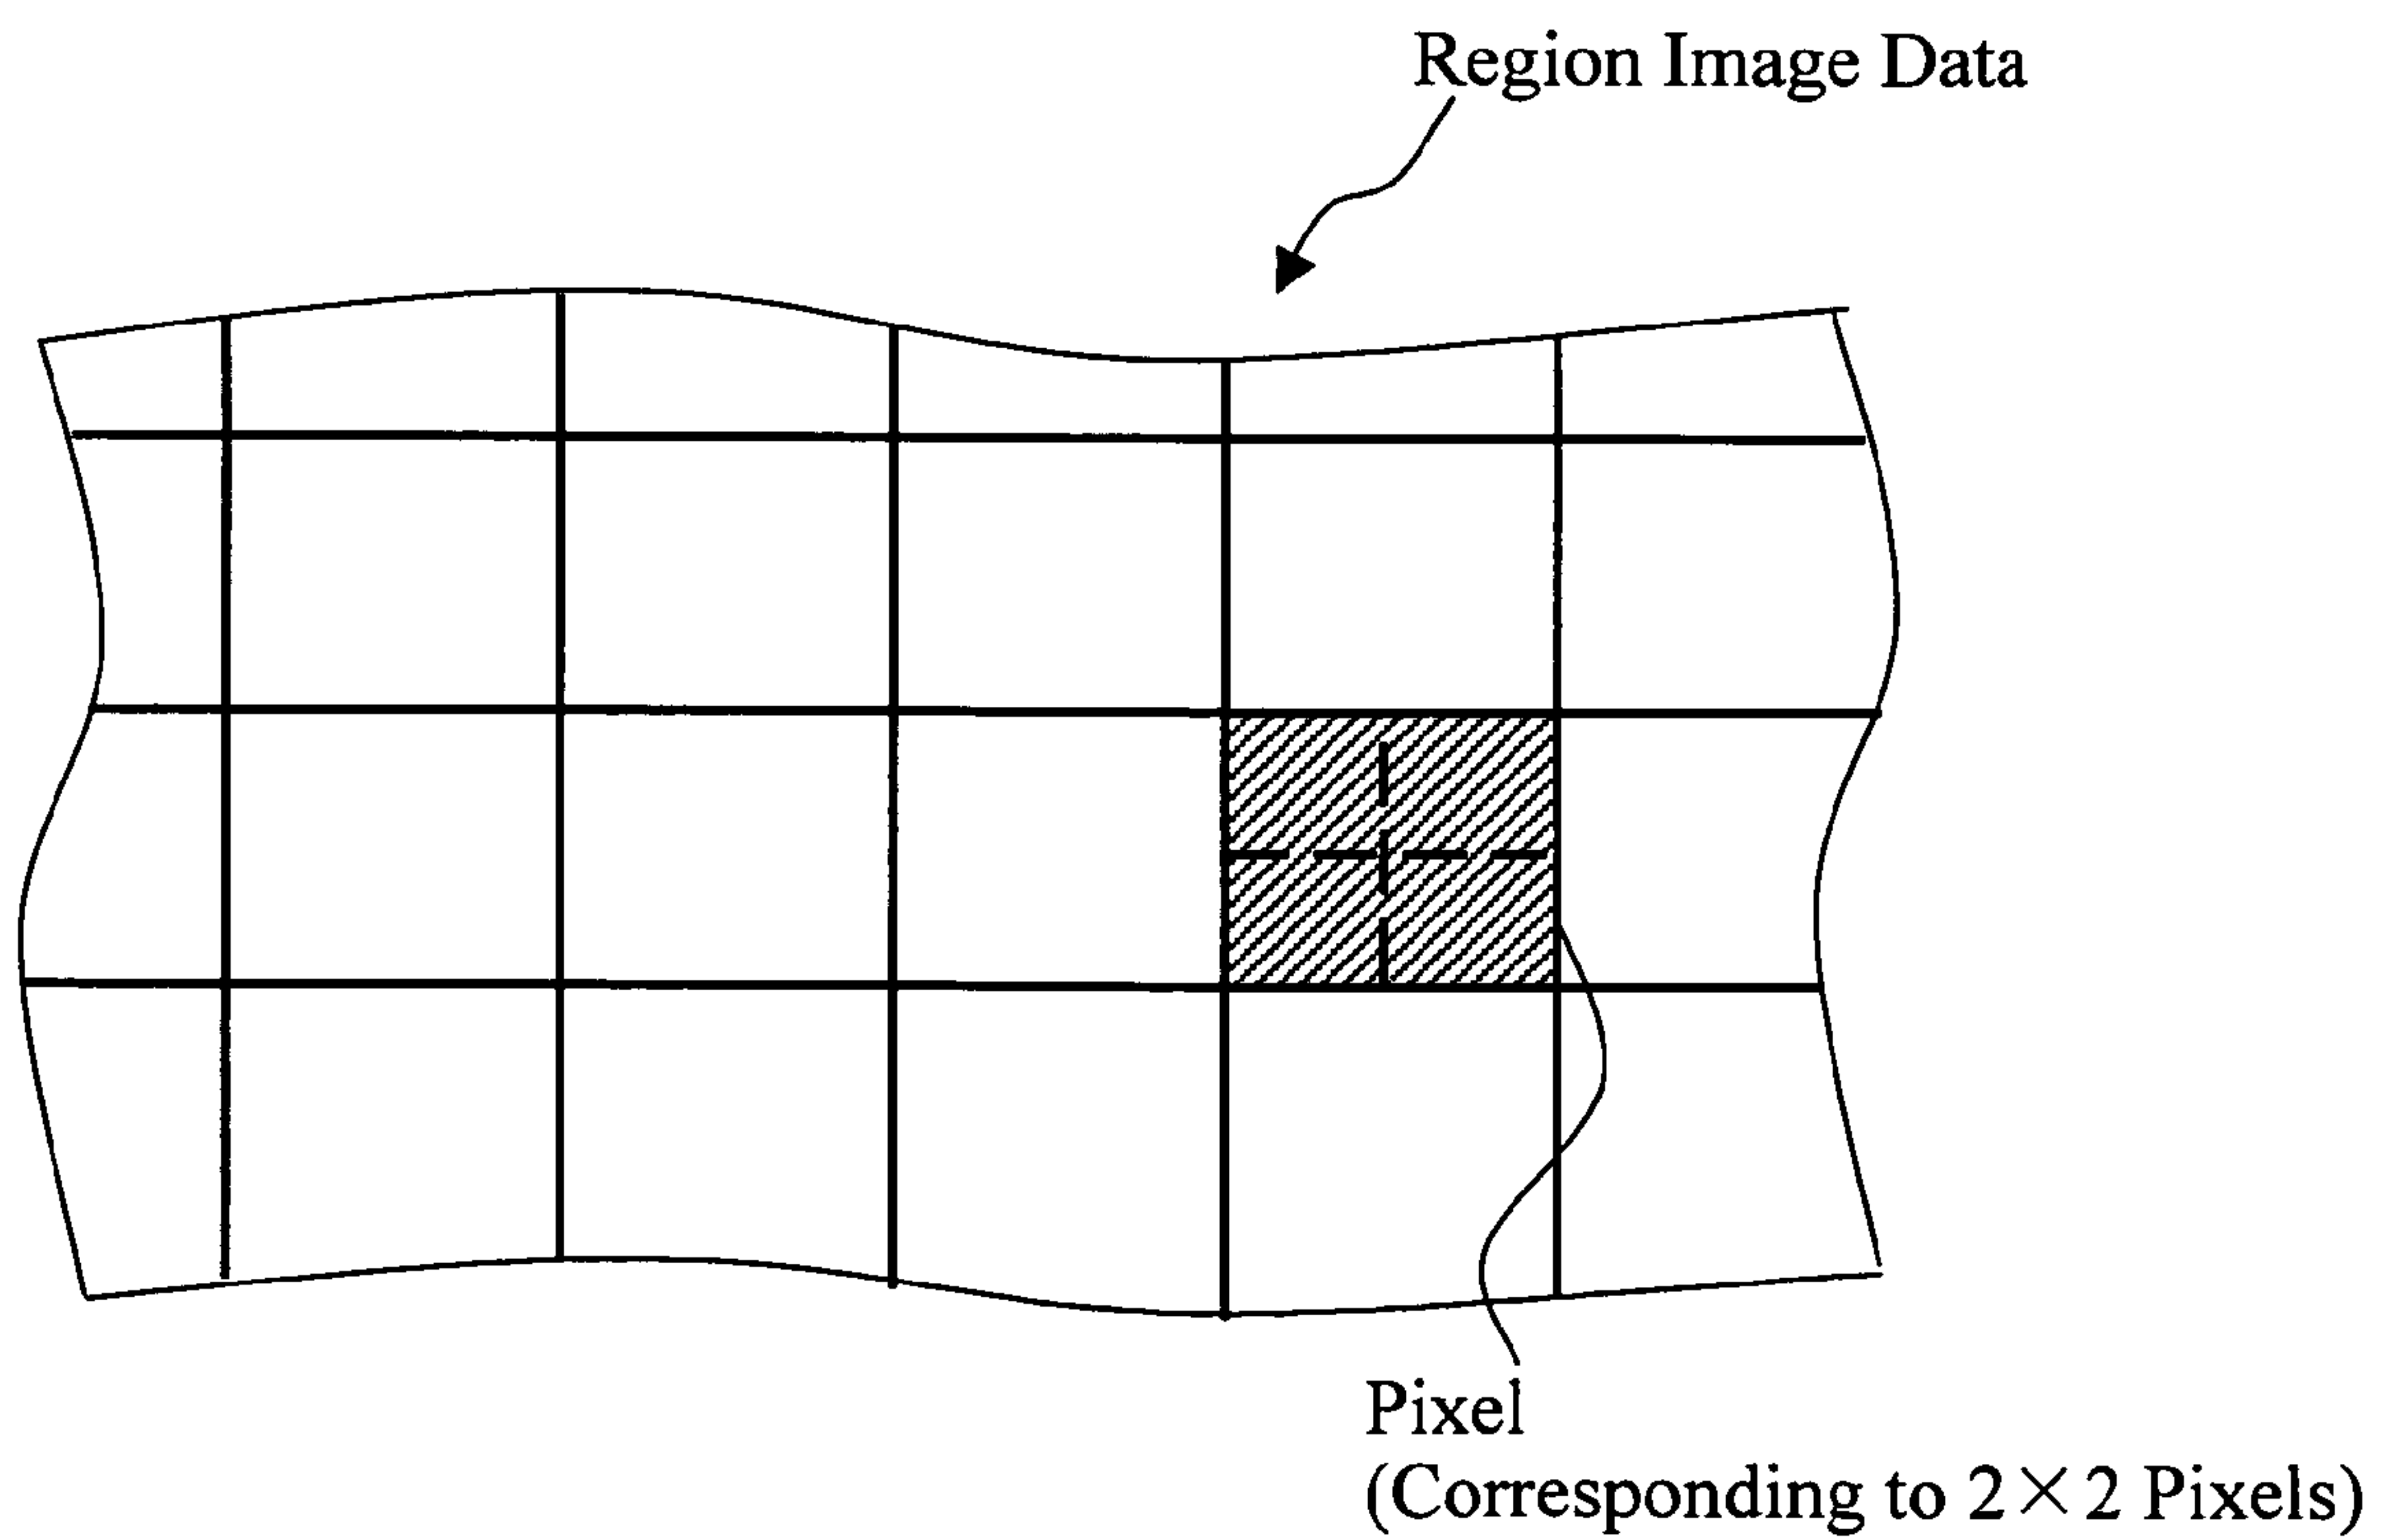 Region Image Data
Pixel
(Corresponding to 2×2 Pixels)